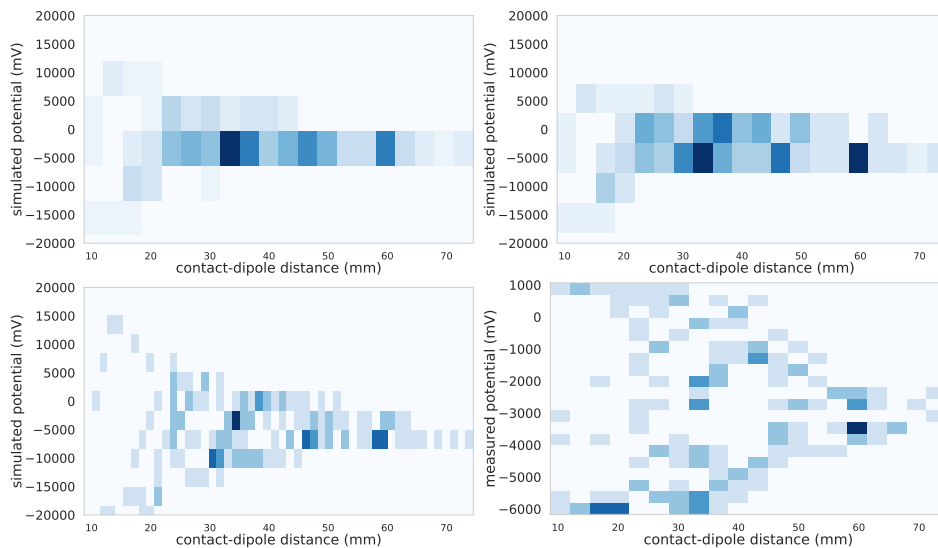 simulated potential (mV)
20000
15000
10000
5000
0
−5000
−10000
−15000
−20000
10 20 30 40 50 60 70
contact-dipole distance (mm)
simulated potential (mV)
20000
15000
10000
5000
0
−5000
−10000
−15000
−20000
10 20 30 40 50 60 70
contact-dipole distance (mm)
simulated potential (mV)
20000
15000
10000
5000
0
−5000
−10000
−15000
−20000
10 20 30 40 50 60 70
contact-dipole distance (mm)
measured potential (mV)
1000
0
−1000
−2000
−3000
−4000
−5000
−6000
10 20 30 40 50 60 70
contact-dipole distance (mm)